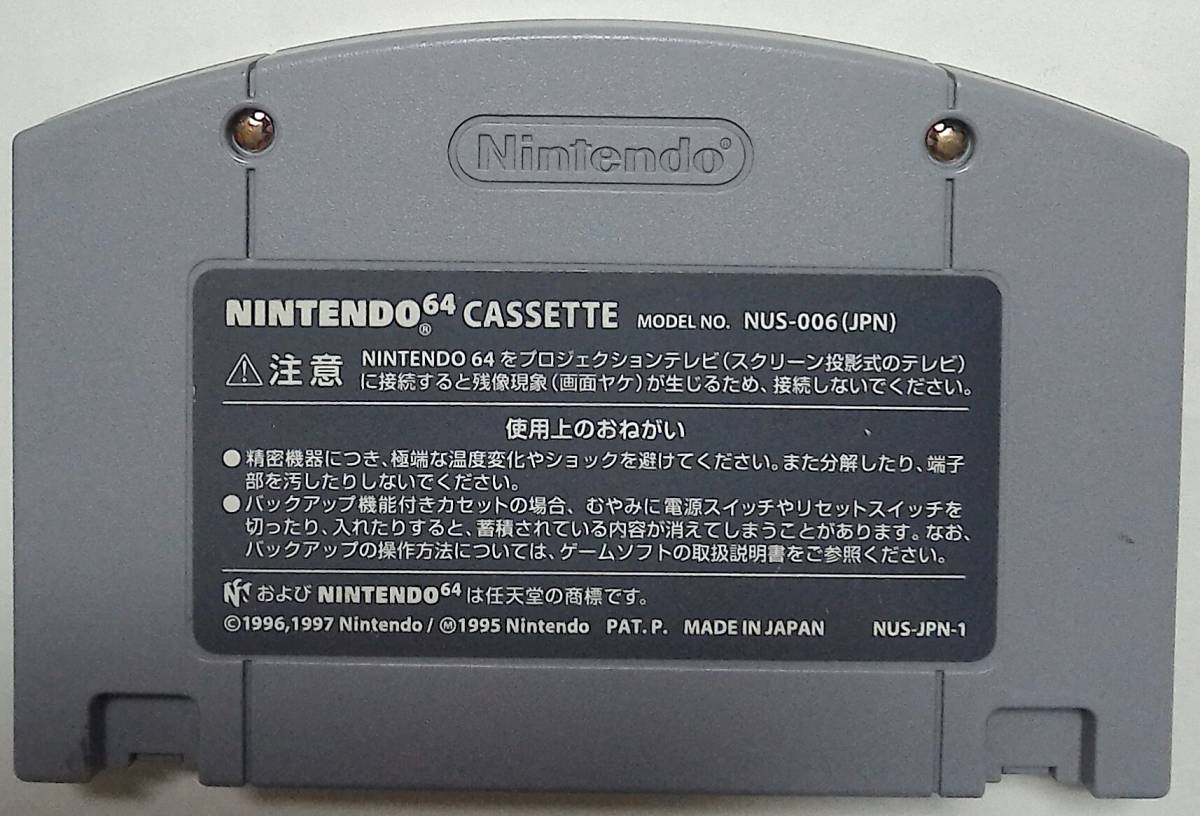 Nintendo®
NINTENDO64® CASSETTE MODEL NO. NUS-006(JPN)
⚠注意 NINTENDO 64 をプロジェクションテレビ(スクリーン投影式のテレビ)
に接続すると残像現象(画面ヤケ)が生じるため、接続しないでください。
使用上のおねがい
●精密機器につき、極端な温度変化やショックを避けてください。また分解したり、端子
部を汚したりしないでください。
●バックアップ機能付きカセットの場合、むやみに電源スイッチやリセットスイッチを
切ったり、入れたりすると、蓄積されている内容が消えてしまうことがあります。なお、
バックアップの操作方法については、ゲームソフトの取扱説明書をご参照ください。
および NINTENDO64 は任天堂の商標です。
©1996,1997 Nintendo / Ⓜ1995 Nintendo PAT. P. MADE IN JAPAN NUS-JPN-1